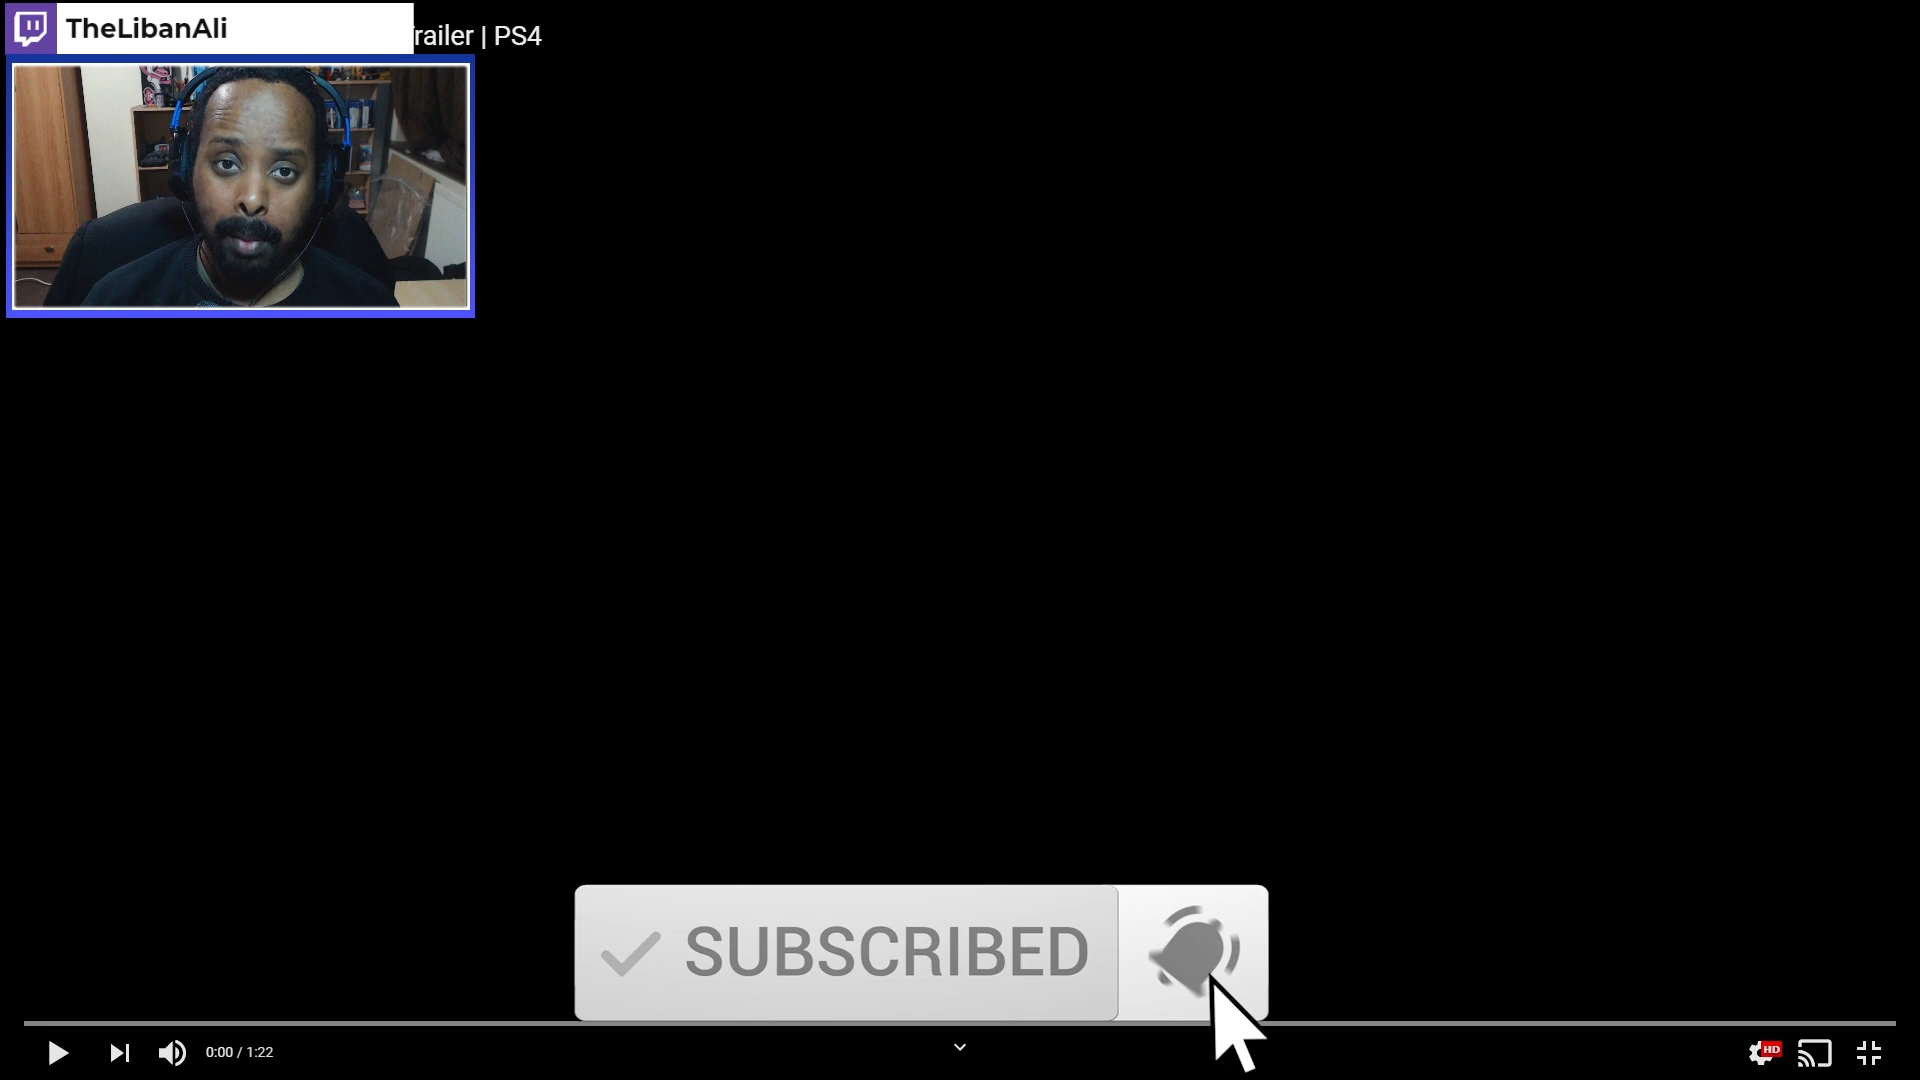 TheLibanAli
railer | PS4
SUBSCRIBED
0:00 / 1:22
HD